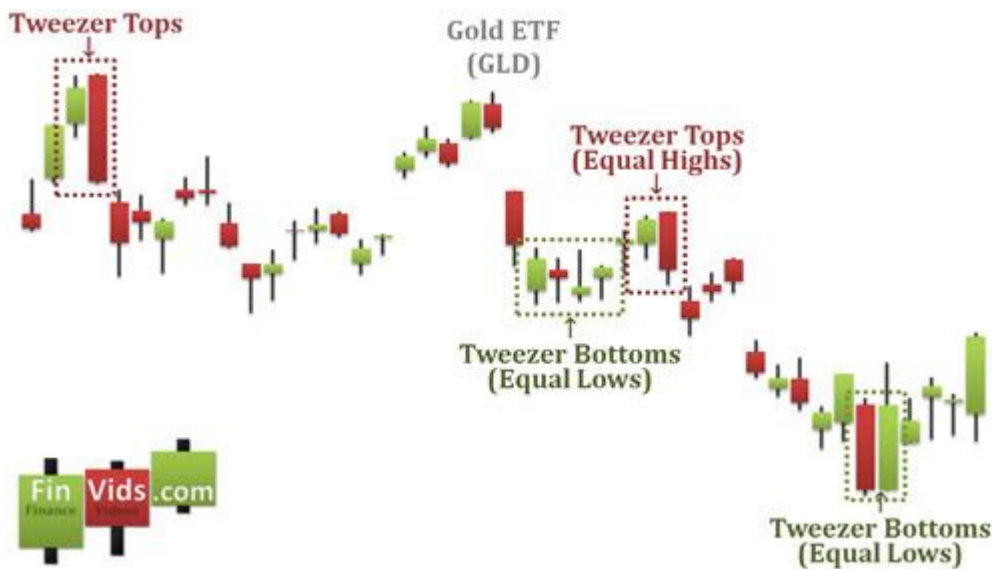 Tweezer Tops
Gold ETF
(GLD)
Tweezer Tops
(Equal Highs)
Tweezer Bottoms
(Equal Lows)
Fin Vids .com
Finance Videos
Tweezer Bottoms
(Equal Lows)